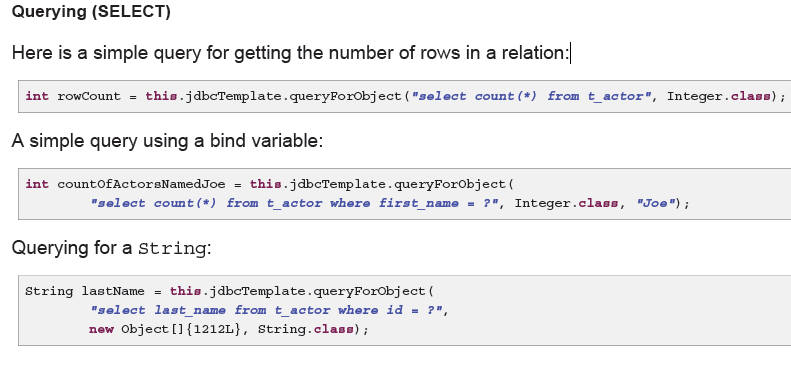 Querying (SELECT)
Here is a simple query for getting the number of rows in a relation:
int rowCount = this.jdbcTemplate.queryForObject("select count(*) from t_actor", Integer.class);
A simple query using a bind variable:
int countOfActorsNamedJoe = this.jdbcTemplate.queryForObject(
"select count(*) from t_actor where first_name = ?", Integer.class, "Joe");
Querying for a String:
String lastName = this.jdbcTemplate.queryForObject(
"select last_name from t_actor where id = ?",
new Object[]{1212L}, String.class);